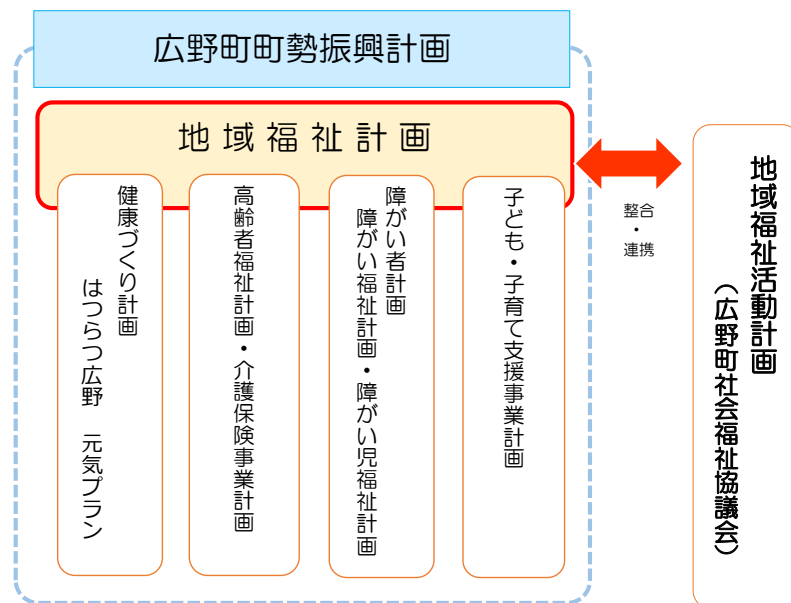 広野町町勢振興計画
地域福祉計画
健康づくり計画
はつらつ広野　元気プラン
高齢者福祉計画・介護保険事業計画
障がい者計画
障がい福祉計画・障がい児福祉計画
子ども・子育て支援事業計画
整合
・
連携
地域福祉活動計画
（広野町社会福祉協議会）